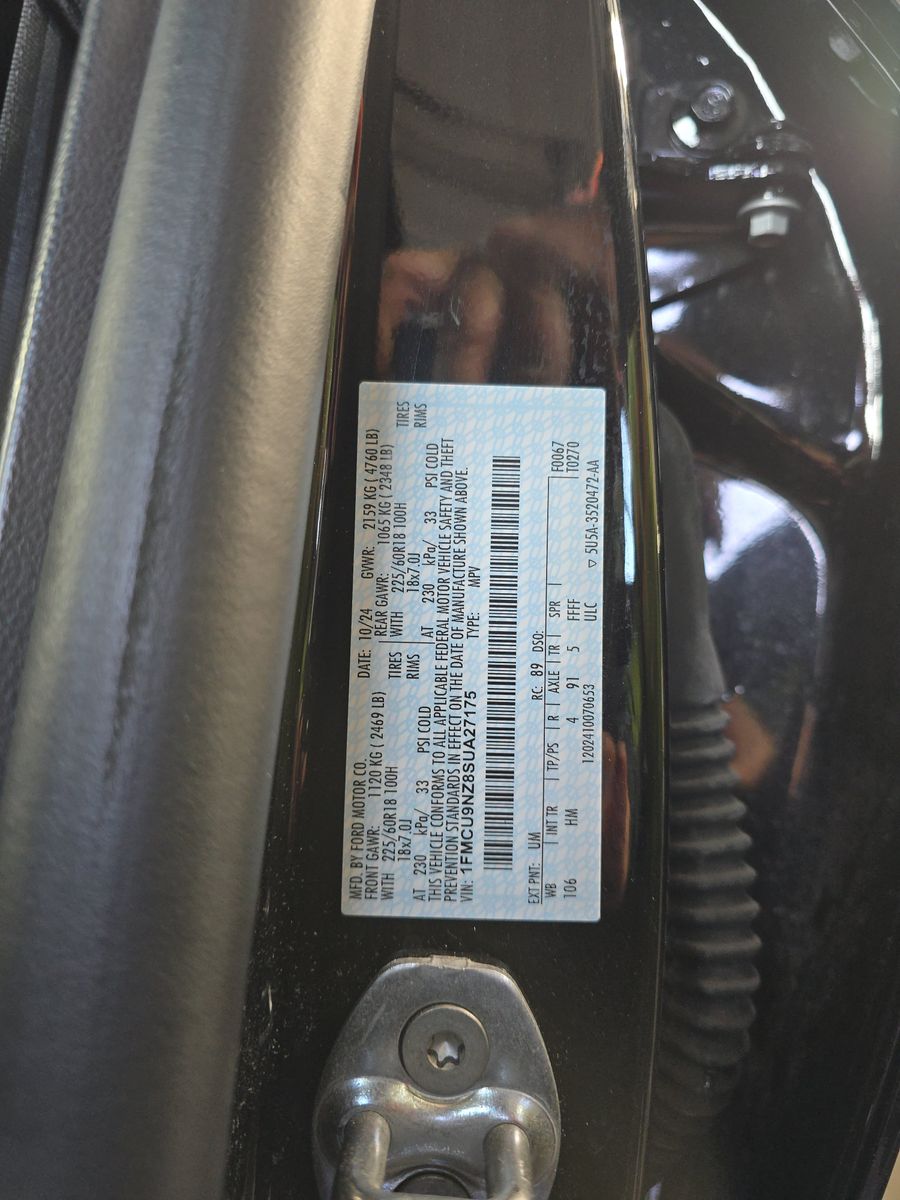 MFD. BY FORD MOTOR CO.
DATE: 10/24 GVWR: 2159 KG ( 4760 LB)
FRONT GAWR: 1120 KG ( 2469 LB) REAR GAWR: 1065 KG ( 2348 LB)
WITH 225/60R18 100H TIRES WITH 225/60R18 100H TIRES
18x7.0J RIMS 18x7.0J RIMS
AT 230 kPa/ 33 PSI COLD AT 230 kPa/ 33 PSI COLD
THIS VEHICLE CONFORMS TO ALL APPLICABLE FEDERAL MOTOR VEHICLE SAFETY AND THEFT
PREVENTION STANDARDS IN EFFECT ON THE DATE OF MANUFACTURE SHOWN ABOVE.
VIN: 1FMCU9NZ8SUA27175 TYPE: MPV
EXT PNT: UM RC: 89 DSO: F0067
WB INT TR TP/PS R AXLE TR SPR T0270
106 HM 4 91 5 FFFF
1202410070653 ULC ▽ 5U5A-3520472-AA